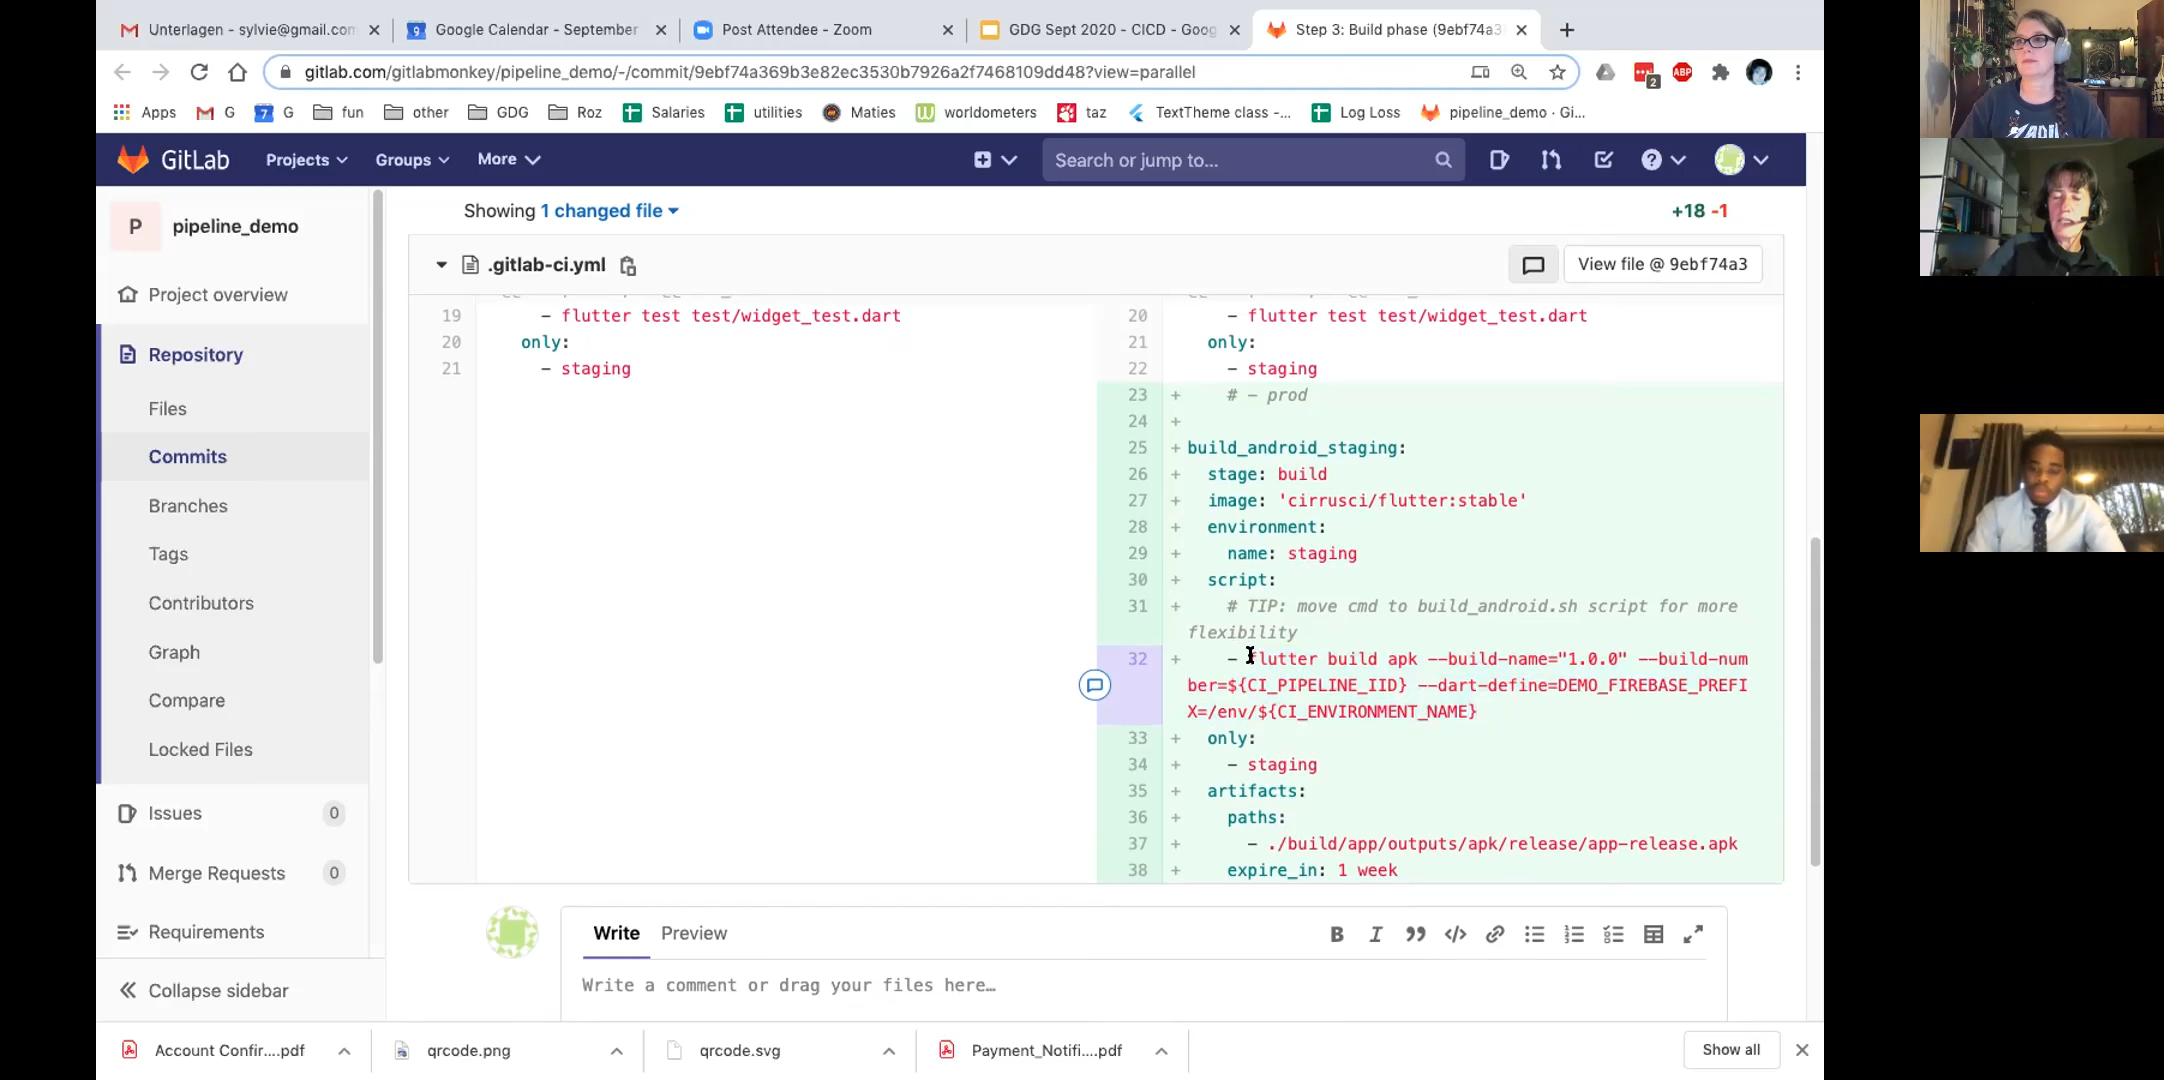 Unterlagen - sylvie@gmail.com
Google Calendar - September
Post Attendee - Zoom
GDG Sept 2020 - CICD - Goog
Step 3: Build phase (9ebf74a3
gitlab.com/gitlabmonkey/pipeline_demo/-/commit/9ebf74a369b3e82ec3530b7926a2f7468109dd48?view=parallel
2
ABP
Apps
G
7 G
fun
other
GDG
Roz
Salaries
utilities
Maties
worldometers
taz
TextTheme class -...
Log Loss
pipeline_demo · Gi...
GitLab
Projects
Groups
More
Search or jump to...
P pipeline_demo
Project overview
Repository
Files
Commits
Branches
Tags
Contributors
Graph
Compare
Locked Files
Issues 0
Merge Requests 0
Requirements
Collapse sidebar
Showing 1 changed file
+18 -1
.gitlab-ci.yml
View file @ 9ebf74a3
19 - flutter test test/widget_test.dart
20 only:
21 - staging
20 - flutter test test/widget_test.dart
21 only:
22 - staging
23 + # - prod
24 +
25 + build_android_staging:
26 + stage: build
27 + image: 'cirrusci/flutter:stable'
28 + environment:
29 + name: staging
30 + script:
31 + # TIP: move cmd to build_android.sh script for more
flexibility
32 + - flutter build apk --build-name="1.0.0" --build-num
ber=${CI_PIPELINE_IID} --dart-define=DEMO_FIREBASE_PREFI
X=/env/${CI_ENVIRONMENT_NAME}
33 + only:
34 + - staging
35 + artifacts:
36 + paths:
37 + - ./build/app/outputs/apk/release/app-release.apk
38 + expire_in: 1 week
Write
Preview
B I
Write a comment or drag your files here…
Account Confir....pdf
qrcode.png
qrcode.svg
Payment_Notifi....pdf
Show all